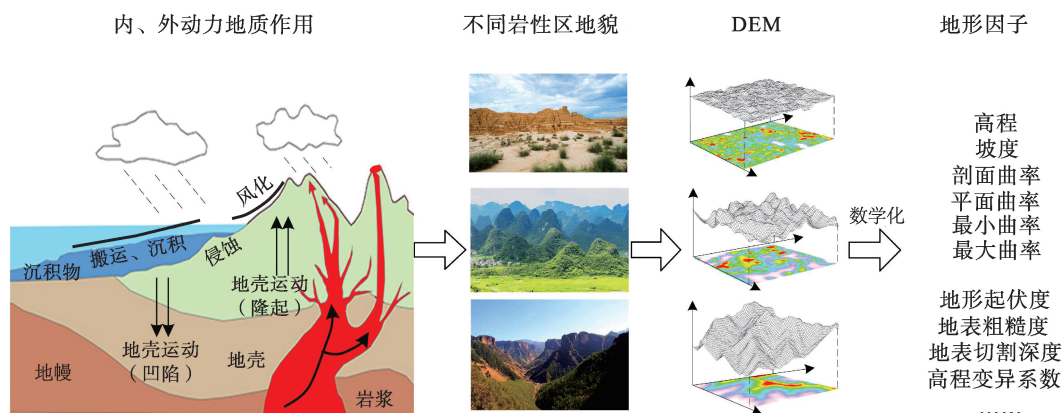 内、外动力地质作用
不同岩性区地貌
DEM
地形因子
风化
搬运、沉积
侵蚀
沉积物
地壳运动
(隆起)
地壳运动
(凹陷)
地壳
地幔
岩浆
数学化
高程
坡度
剖面曲率
平面曲率
最小曲率
最大曲率
地形起伏度
地表粗糙度
地表切割深度
高程变异系数
……